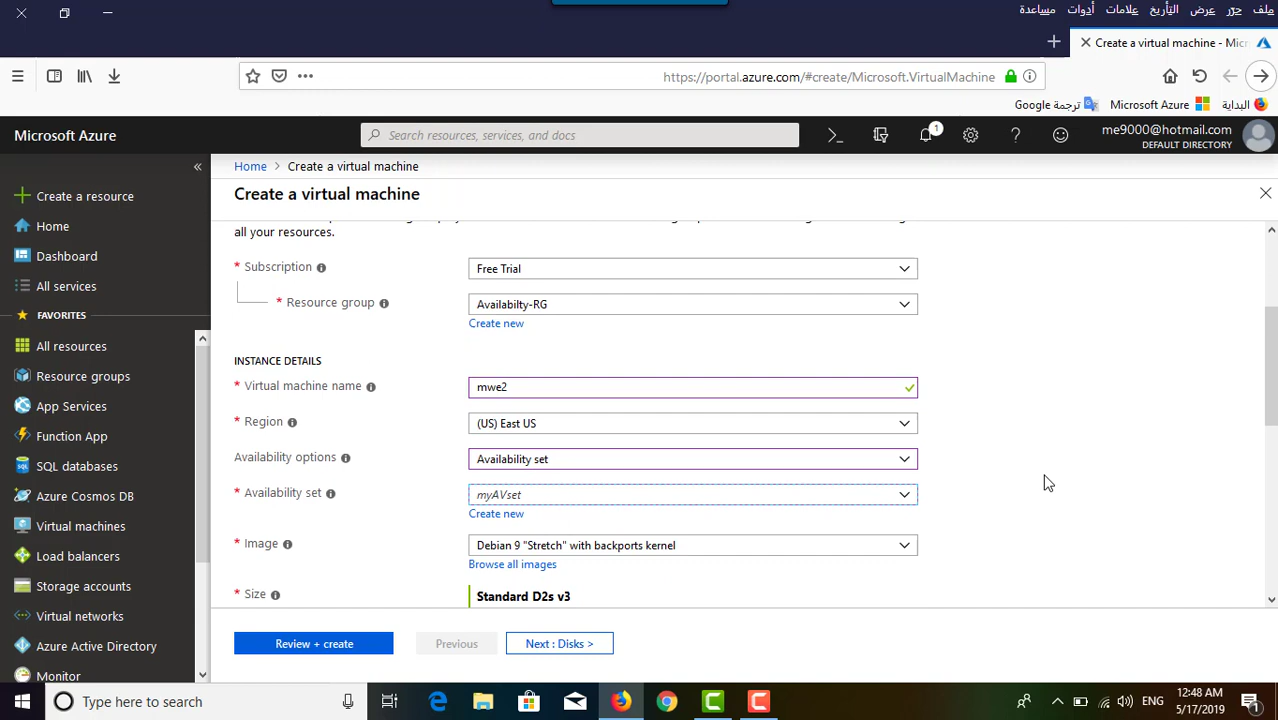 ملف حرّر عرض التأريخ علامات أدوات مساعدة
Create a virtual machine - Micr
https://portal.azure.com/#create/Microsoft.VirtualMachine
البداية Microsoft Azure ترجمة Google
Microsoft Azure
Search resources, services, and docs
1
me9000@hotmail.com
DEFAULT DIRECTORY
Create a resource
Home
Dashboard
All services
FAVORITES
All resources
Resource groups
App Services
Function App
SQL databases
Azure Cosmos DB
Virtual machines
Load balancers
Storage accounts
Virtual networks
Azure Active Directory
Monitor
Home > Create a virtual machine
Create a virtual machine
all your resources.
* Subscription
Free Trial
* Resource group
Availabilty-RG
Create new
INSTANCE DETAILS
* Virtual machine name
mwe2
* Region
(US) East US
Availability options
Availability set
* Availability set
myAVset
Create new
* Image
Debian 9 "Stretch" with backports kernel
Browse all images
* Size
Standard D2s v3
Review + create
Previous
Next : Disks >
Type here to search
ENG
12:48 AM
5/17/2019
1